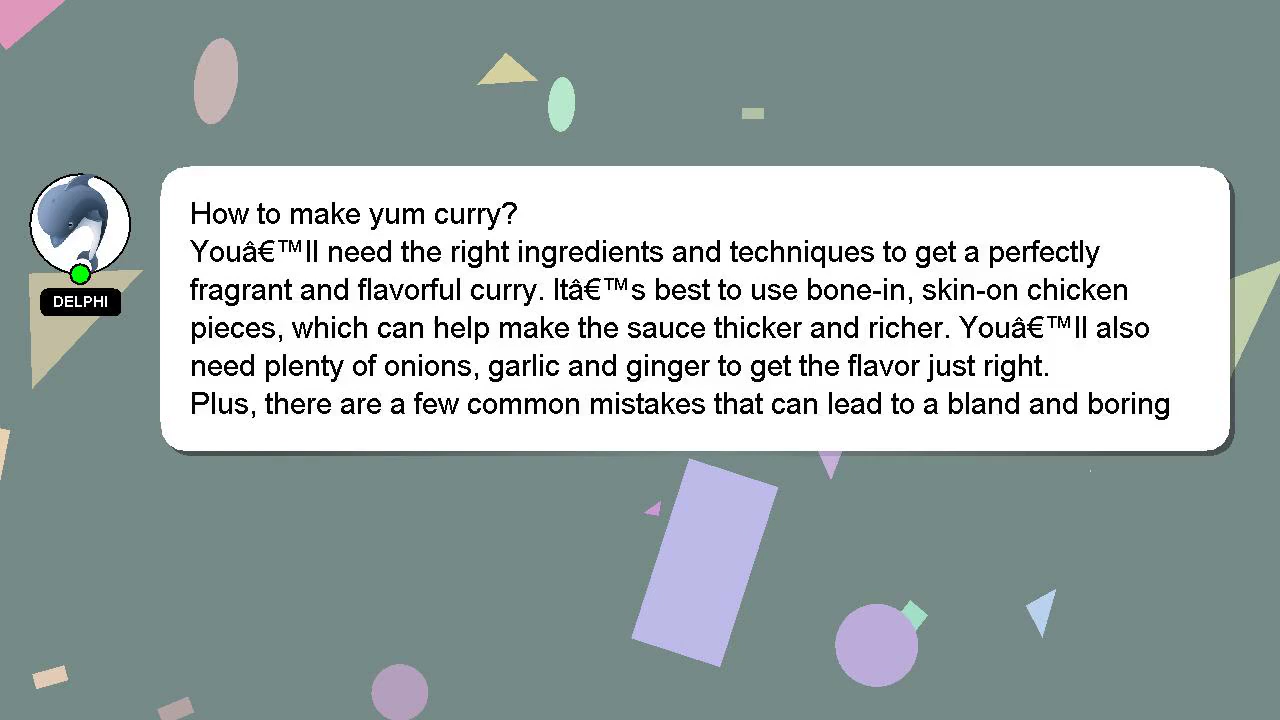 How to make yum curry?
Youâ€™ll need the right ingredients and techniques to get a perfectly
fragrant and flavorful curry. Itâ€™s best to use bone-in, skin-on chicken
pieces, which can help make the sauce thicker and richer. Youâ€™ll also
need plenty of onions, garlic and ginger to get the flavor just right.
Plus, there are a few common mistakes that can lead to a bland and boring
DELPHI